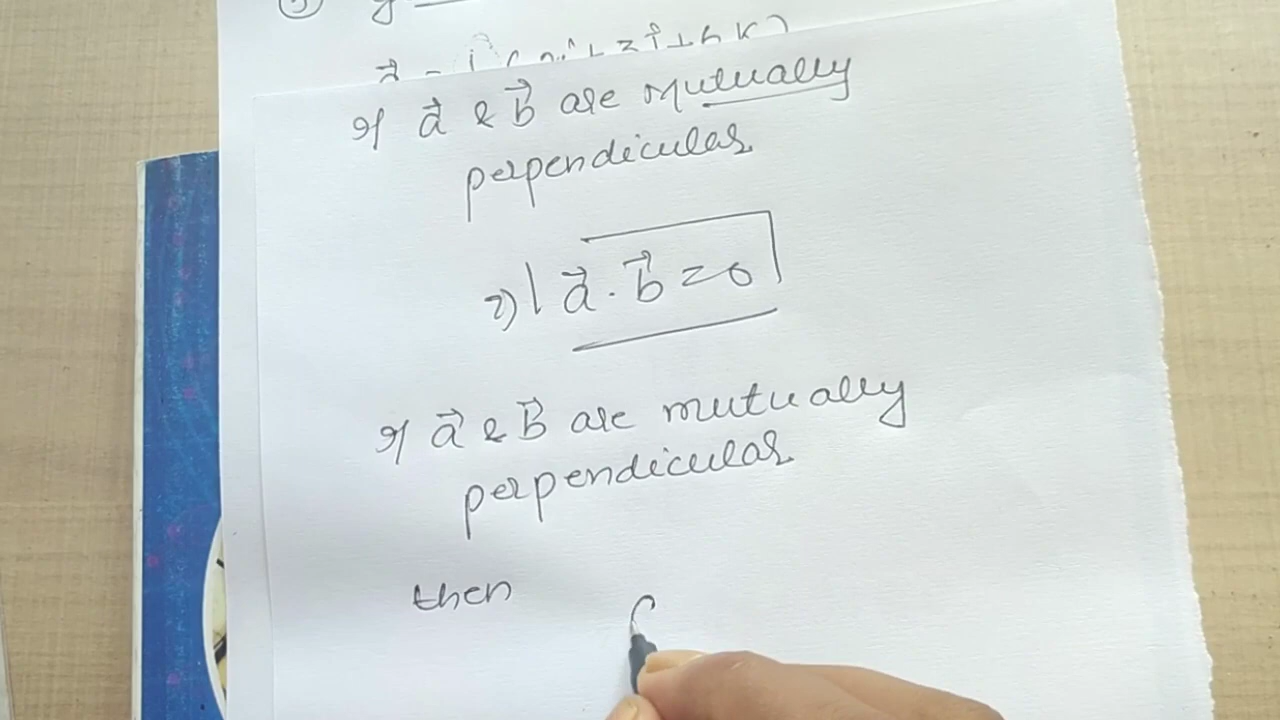 If a⃗ & b⃗ are mutually
perpendicular
⇒ a⃗ . b⃗ = 0
If a⃗ & B⃗ are mutually
perpendicular
then